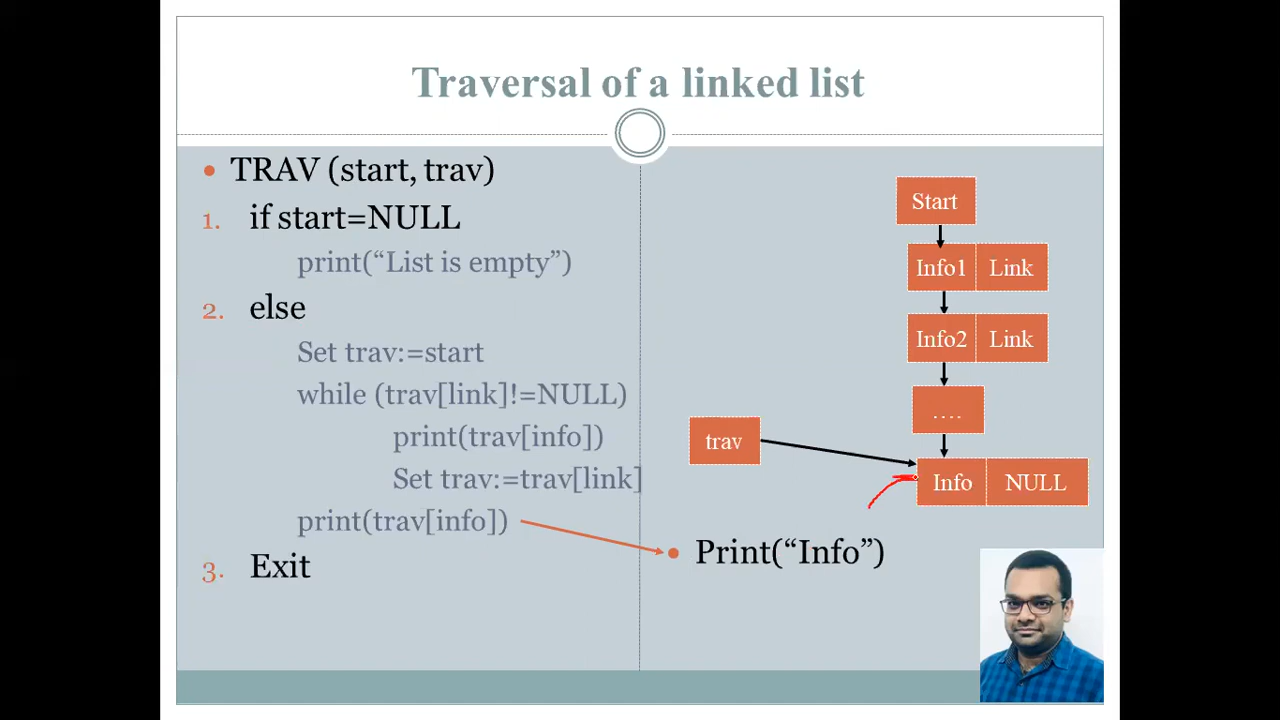 Traversal of a linked list
• TRAV (start, trav)
1. if start=NULL
print(“List is empty”)
2. else
Set trav:=start
while (trav[link]!=NULL)
print(trav[info])
Set trav:=trav[link]
print(trav[info])
3. Exit
Start
Info1 Link
Info2 Link
....
trav
Info NULL
• Print(“Info”)